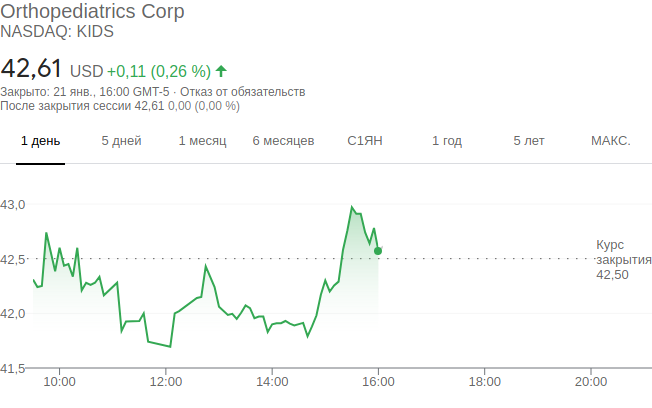 Orthopediatrics Corp
NASDAQ: KIDS
42,61 USD +0,11 (0,26 %)
Закрыто: 21 янв., 16:00 GMT-5 · Отказ от обязательств
После закрытия сессии 42,61 0,00 (0,00 %)
1 день 5 дней 1 месяц 6 месяцев С1ЯН 1 год 5 лет МАКС.
43,0
42,5
42,0
41,5
Курс
закрытия
42,50
10:00 12:00 14:00 16:00 18:00 20:00